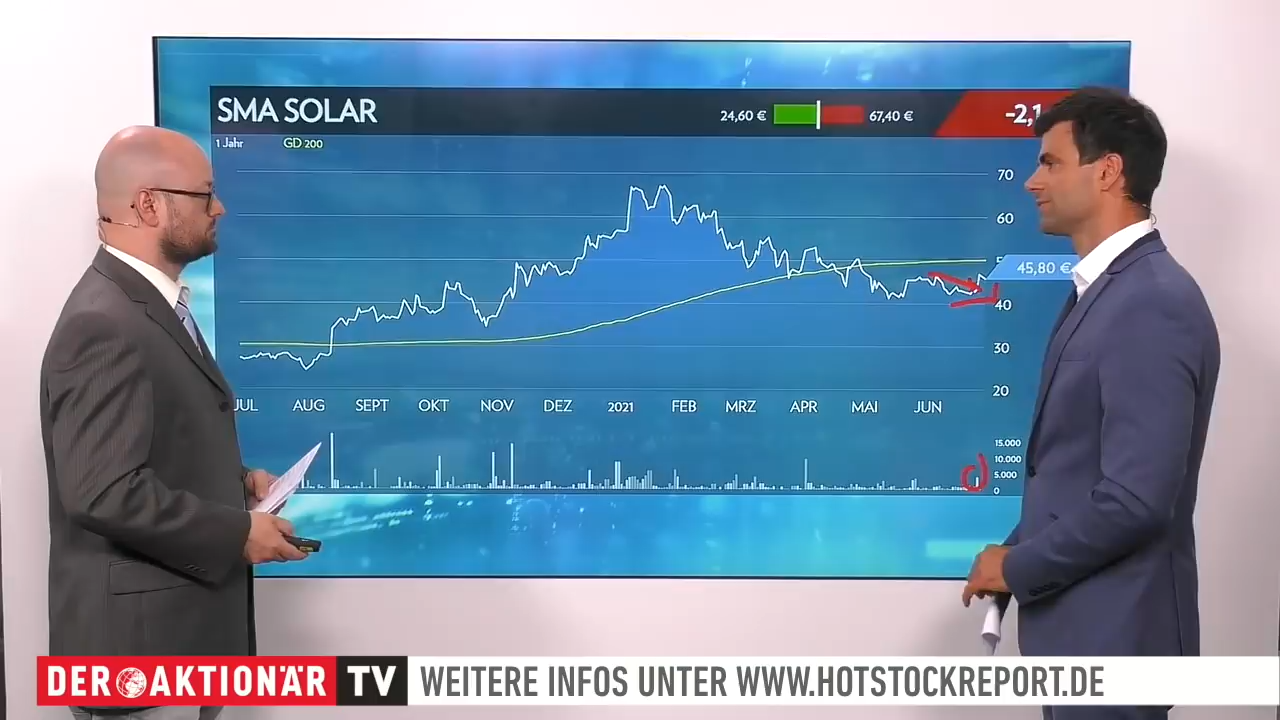 SMA SOLAR
24,60 €
67,40 €
-2,1
1 Jahr
GD 200
70
60
45,80 €
40
30
20
JUL AUG SEPT OKT NOV DEZ 2021 FEB MRZ APR MAI JUN
15.000
10.000
5.000
0
DER AKTIONÄR TV
WEITERE INFOS UNTER WWW.HOTSTOCKREPORT.DE